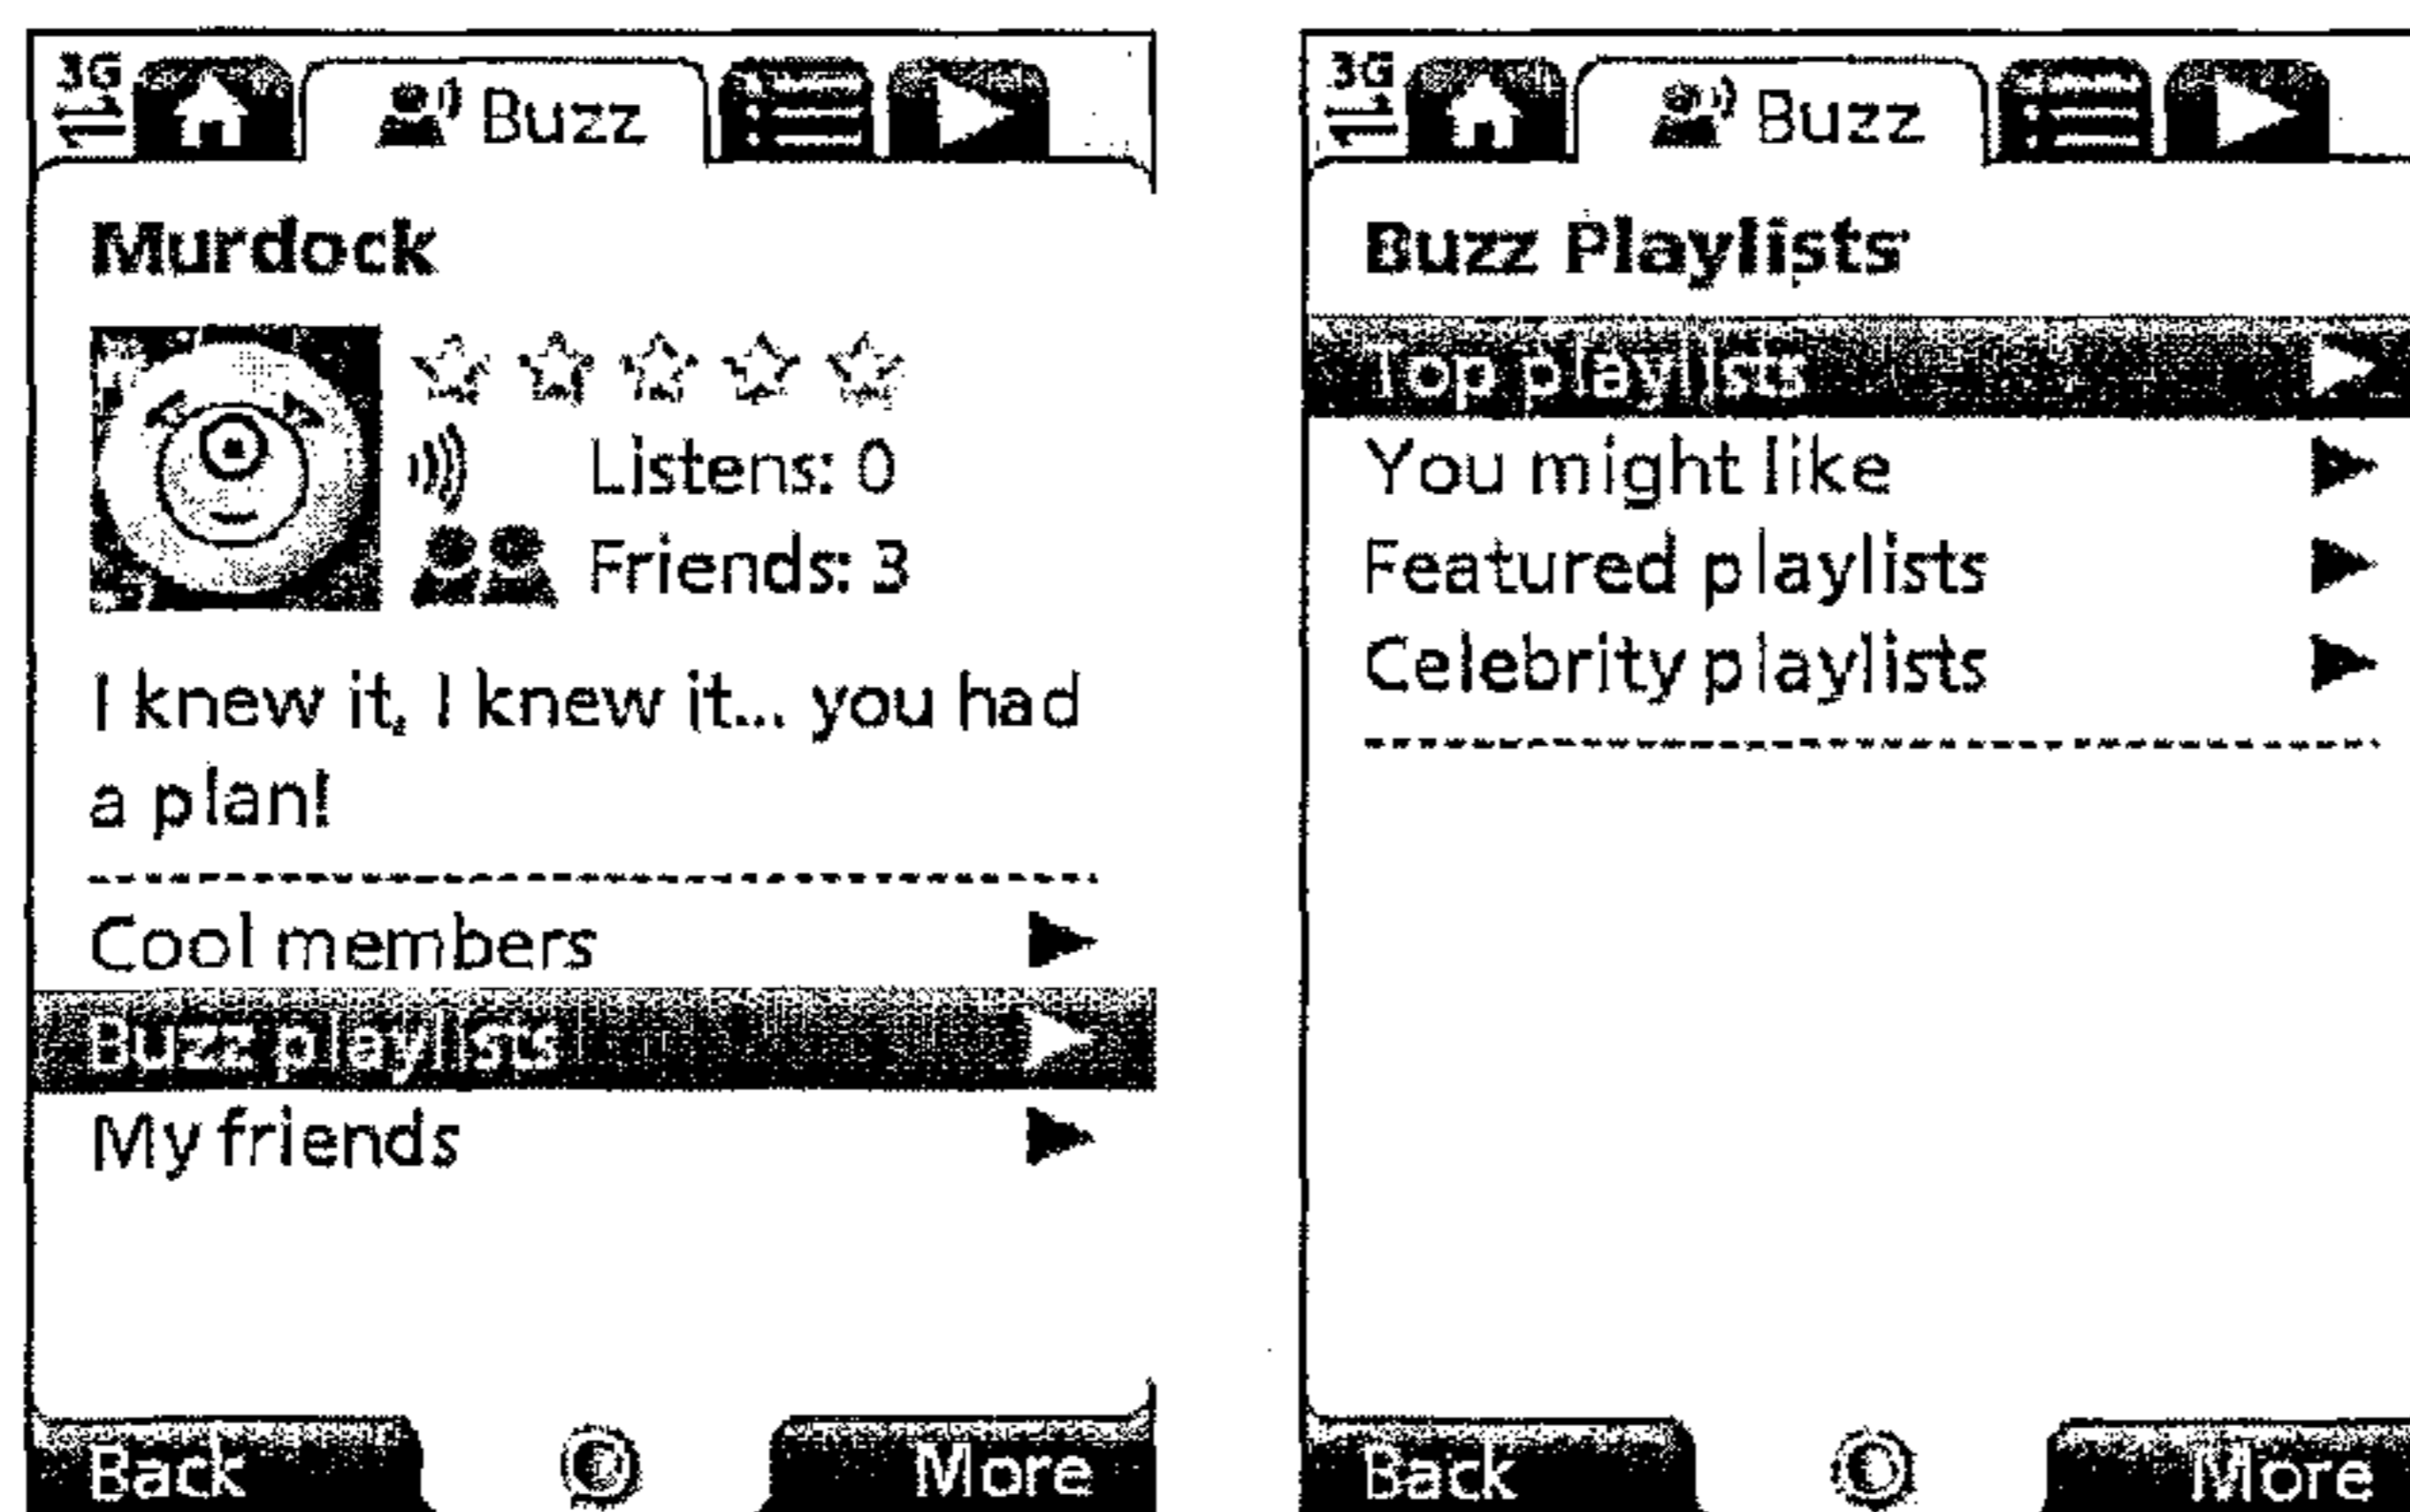 3G
Buzz
Murdock
Listens: 0
Friends: 3
I knew it, I knew it... you had
a plan!
Cool members
Buzz playlists
My friends
Back
More
3G
Buzz
Buzz Playlists
Top playlists
You might like
Featured playlists
Celebrity playlists
Back
More